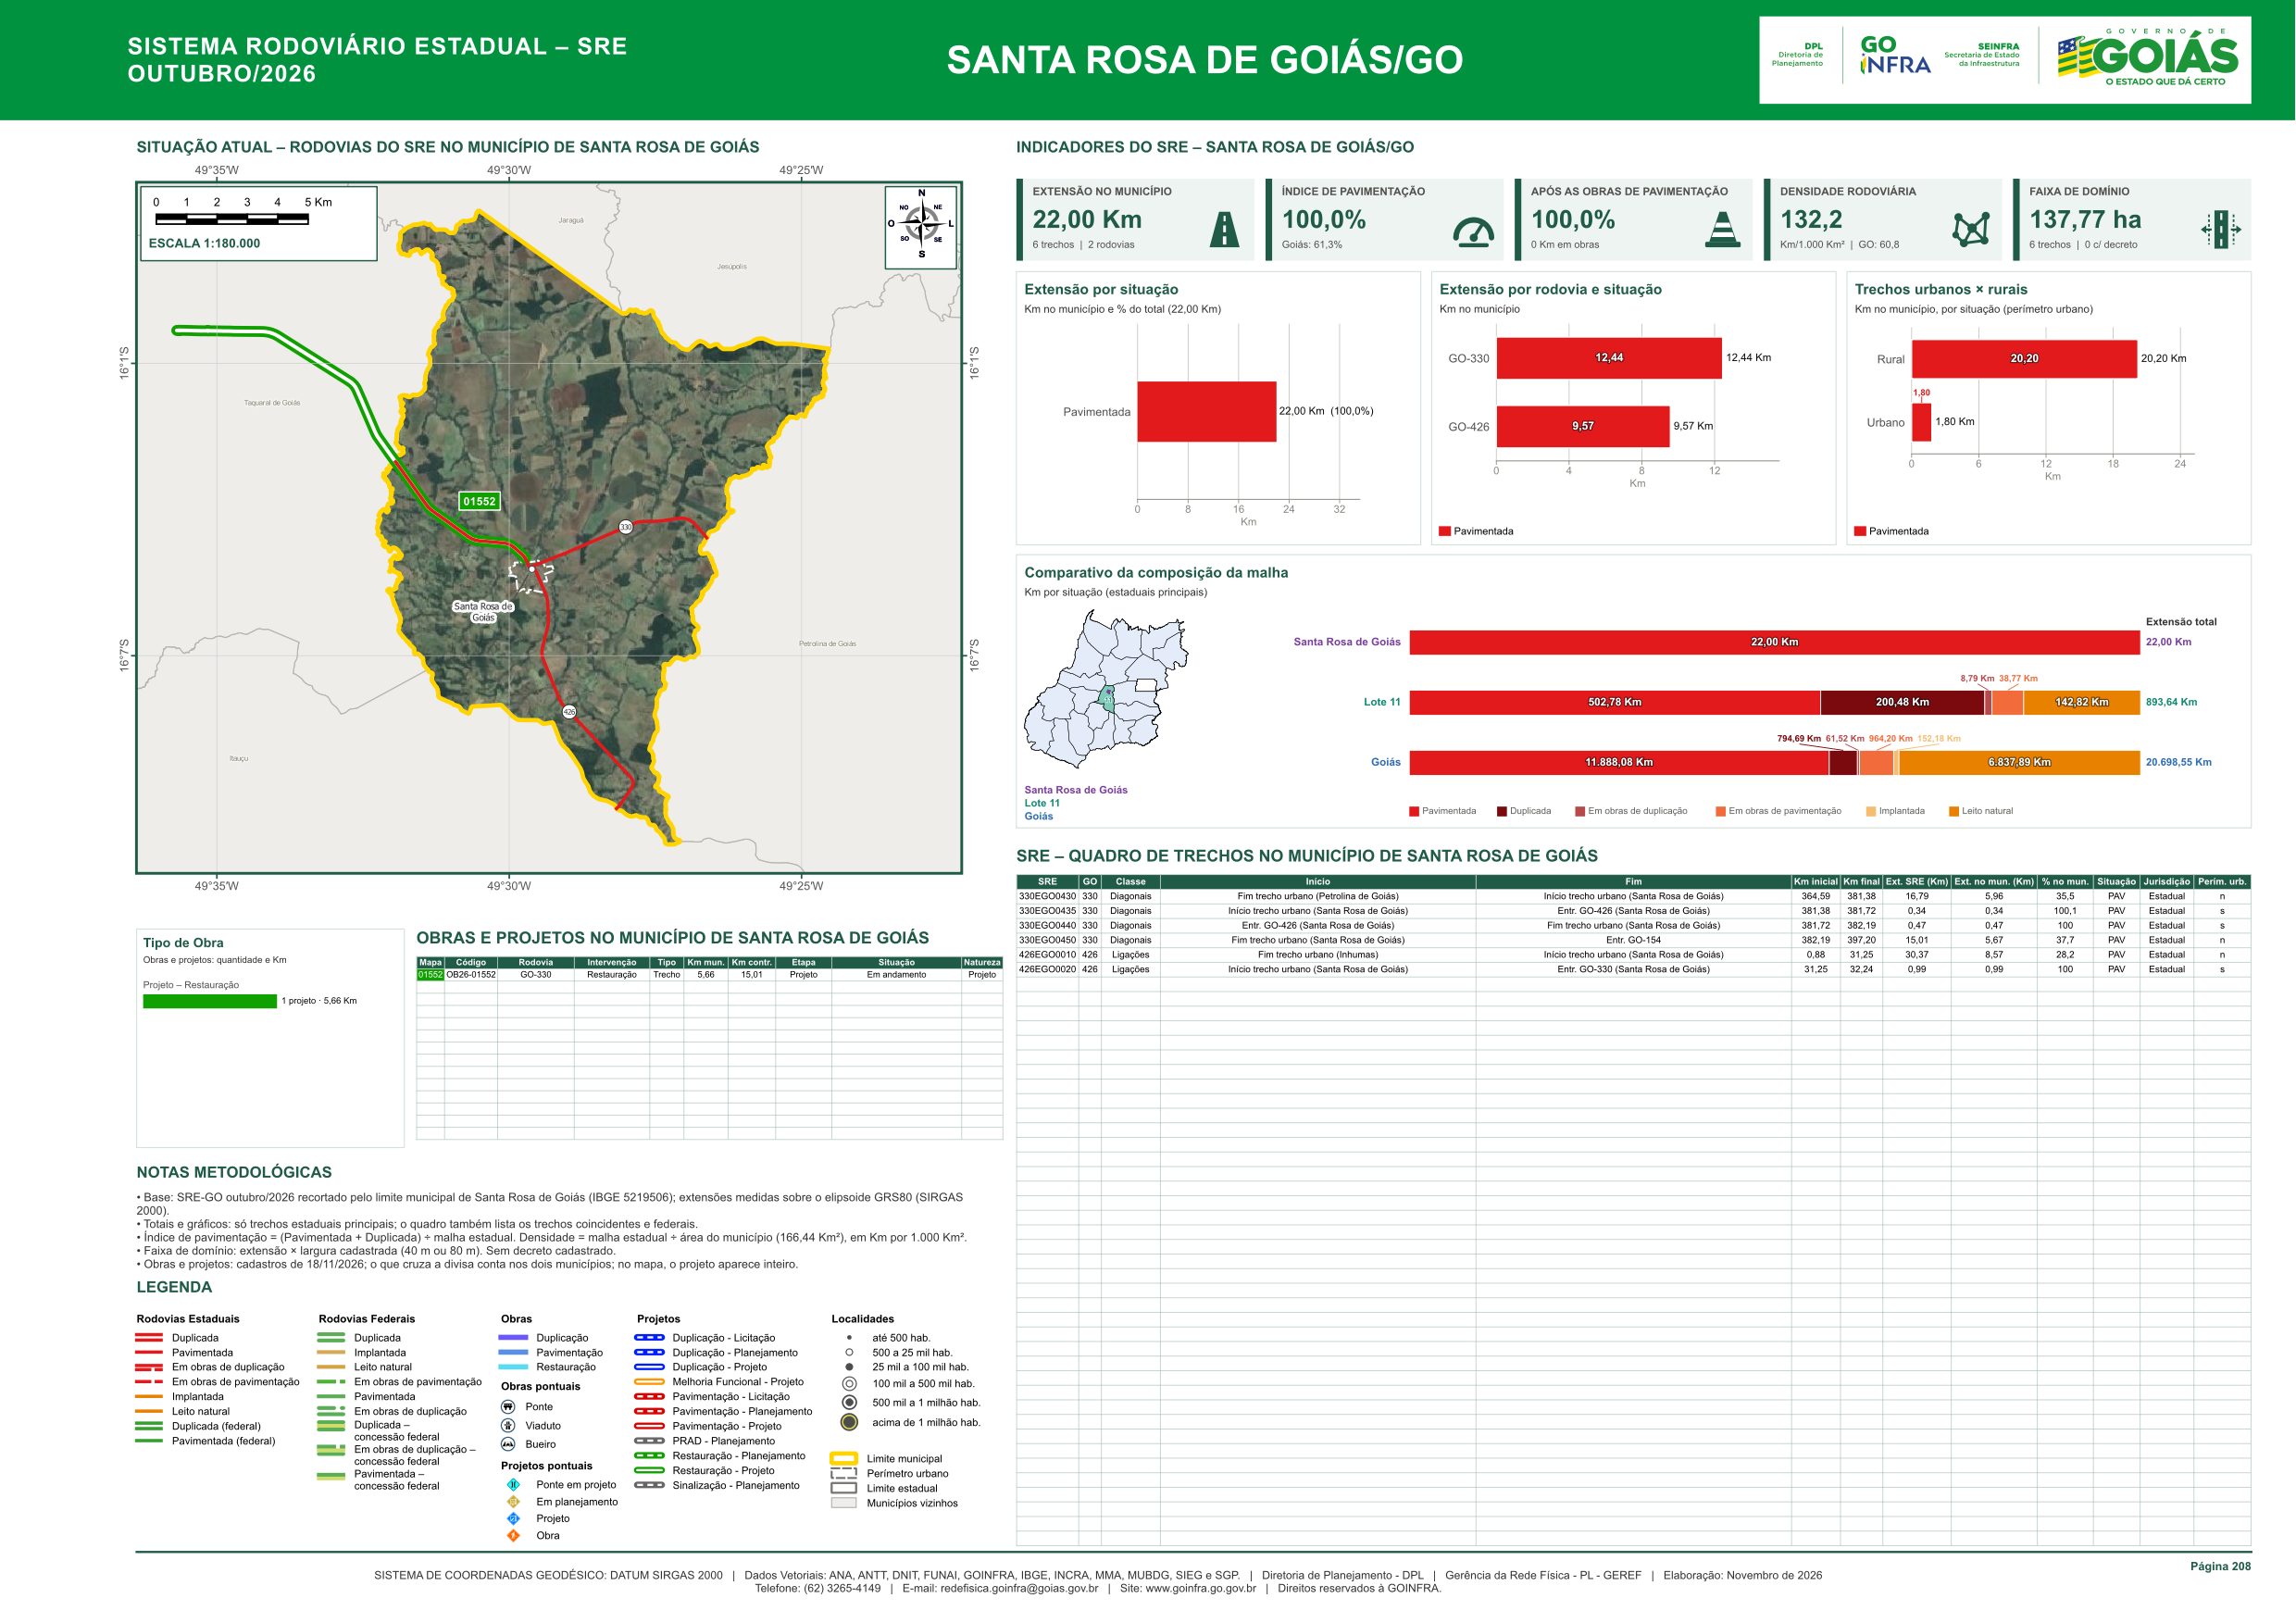 SISTEMA RODOVIÁRIO ESTADUAL – SRE
OUTUBRO/2026
SANTA ROSA DE GOIÁS/GO
DPL
Diretoria de
Planejamento
GO
iNFRA
SEINFRA
Secretaria de Estado
da Infraestrutura
GOVERNO DE
GOIÁS
O ESTADO QUE DÁ CERTO
SITUAÇÃO ATUAL – RODOVIAS DO SRE NO MUNICÍPIO DE SANTA ROSA DE GOIÁS
49°35'W 49°30'W 49°25'W
0 1 2 3 4 5 Km
ESCALA 1:180.000
N
NO NE
O L
SO SE
S
Jaraguá
Jesúpolis
16°1'S 16°1'S
Taquaral de Goiás
01552
330
Santa Rosa de
Goiás
Petrolina de Goiás
16°7'S 16°7'S
426
Itauçu
49°35'W 49°30'W 49°25'W
INDICADORES DO SRE – SANTA ROSA DE GOIÁS/GO
EXTENSÃO NO MUNICÍPIO
22,00 Km
6 trechos | 2 rodovias
ÍNDICE DE PAVIMENTAÇÃO
100,0%
Goiás: 61,3%
APÓS AS OBRAS DE PAVIMENTAÇÃO
100,0%
0 Km em obras
DENSIDADE RODOVIÁRIA
132,2
Km/1.000 Km² | GO: 60,8
FAIXA DE DOMÍNIO
137,77 ha
6 trechos | 0 c/ decreto
Extensão por situação
Km no município e % do total (22,00 Km)
Pavimentada
22,00 Km (100,0%)
0 8 16 24 32
Km
Extensão por rodovia e situação
Km no município
GO-330 12,44 12,44 Km
GO-426 9,57 9,57 Km
0 4 8 12
Km
Pavimentada
Trechos urbanos × rurais
Km no município, por situação (perímetro urbano)
Rural 20,20 20,20 Km
1,80
Urbano 1,80 Km
0 6 12 18 24
Km
Pavimentada
Comparativo da composição da malha
Km por situação (estaduais principais)
Extensão total
Santa Rosa de Goiás 22,00 Km 22,00 Km
8,79 Km 38,77 Km
Lote 11 502,78 Km 200,48 Km 142,82 Km 893,64 Km
794,69 Km 61,52 Km 964,20 Km 152,18 Km
Goiás 11.888,08 Km 6.837,89 Km 20.698,55 Km
Santa Rosa de Goiás
Lote 11
Goiás
Pavimentada Duplicada Em obras de duplicação Em obras de pavimentação Implantada Leito natural
SRE – QUADRO DE TRECHOS NO MUNICÍPIO DE SANTA ROSA DE GOIÁS
SRE GO Classe Início Fim Km inicial Km final Ext. SRE (Km) Ext. no mun. (Km) % no mun. Situação Jurisdição Perím. urb.
330EGO0430 330 Diagonais Fim trecho urbano (Petrolina de Goiás) Início trecho urbano (Santa Rosa de Goiás) 364,59 381,38 16,79 5,96 35,5 PAV Estadual n
330EGO0435 330 Diagonais Início trecho urbano (Santa Rosa de Goiás) Entr. GO-426 (Santa Rosa de Goiás) 381,38 381,72 0,34 0,34 100,1 PAV Estadual s
330EGO0440 330 Diagonais Entr. GO-426 (Santa Rosa de Goiás) Fim trecho urbano (Santa Rosa de Goiás) 381,72 382,19 0,47 0,47 100 PAV Estadual s
330EGO0450 330 Diagonais Fim trecho urbano (Santa Rosa de Goiás) Entr. GO-154 382,19 397,20 15,01 5,67 37,7 PAV Estadual n
426EGO0010 426 Ligações Fim trecho urbano (Inhumas) Início trecho urbano (Santa Rosa de Goiás) 0,88 31,25 30,37 8,57 28,2 PAV Estadual n
426EGO0020 426 Ligações Início trecho urbano (Santa Rosa de Goiás) Entr. GO-330 (Santa Rosa de Goiás) 31,25 32,24 0,99 0,99 100 PAV Estadual s
Tipo de Obra
Obras e projetos: quantidade e Km
Projeto – Restauração
1 projeto · 5,66 Km
OBRAS E PROJETOS NO MUNICÍPIO DE SANTA ROSA DE GOIÁS
Mapa Código Rodovia Intervenção Tipo Km mun. Km contr. Etapa Situação Natureza
01552 OB26-01552 GO-330 Restauração Trecho 5,66 15,01 Projeto Em andamento Projeto
NOTAS METODOLÓGICAS
• Base: SRE-GO outubro/2026 recortado pelo limite municipal de Santa Rosa de Goiás (IBGE 5219506); extensões medidas sobre o elipsoide GRS80 (SIRGAS
2000).
• Totais e gráficos: só trechos estaduais principais; o quadro também lista os trechos coincidentes e federais.
• Índice de pavimentação = (Pavimentada + Duplicada) ÷ malha estadual. Densidade = malha estadual ÷ área do município (166,44 Km²), em Km por 1.000 Km².
• Faixa de domínio: extensão × largura cadastrada (40 m ou 80 m). Sem decreto cadastrado.
• Obras e projetos: cadastros de 18/11/2026; o que cruza a divisa conta nos dois municípios; no mapa, o projeto aparece inteiro.
LEGENDA
Rodovias Estaduais
Duplicada
Pavimentada
Em obras de duplicação
Em obras de pavimentação
Implantada
Leito natural
Duplicada (federal)
Pavimentada (federal)
Rodovias Federais
Duplicada
Implantada
Leito natural
Em obras de pavimentação
Pavimentada
Em obras de duplicação
Duplicada –
concessão federal
Em obras de duplicação –
concessão federal
Pavimentada –
concessão federal
Obras
Duplicação
Pavimentação
Restauração
Obras pontuais
Ponte
Viaduto
Bueiro
Projetos pontuais
Ponte em projeto
Em planejamento
Projeto
Obra
Projetos
Duplicação - Licitação
Duplicação - Planejamento
Duplicação - Projeto
Melhoria Funcional - Projeto
Pavimentação - Licitação
Pavimentação - Planejamento
Pavimentação - Projeto
PRAD - Planejamento
Restauração - Planejamento
Restauração - Projeto
Sinalização - Planejamento
Localidades
até 500 hab.
500 a 25 mil hab.
25 mil a 100 mil hab.
100 mil a 500 mil hab.
500 mil a 1 milhão hab.
acima de 1 milhão hab.
Limite municipal
Perímetro urbano
Limite estadual
Municípios vizinhos
SISTEMA DE COORDENADAS GEODÉSICO: DATUM SIRGAS 2000 | Dados Vetoriais: ANA, ANTT, DNIT, FUNAI, GOINFRA, IBGE, INCRA, MMA, MUBDG, SIEG e SGP. | Diretoria de Planejamento - DPL | Gerência da Rede Física - PL - GEREF | Elaboração: Novembro de 2026
Telefone: (62) 3265-4149 | E-mail: redefisica.goinfra@goias.gov.br | Site: www.goinfra.go.gov.br | Direitos reservados à GOINFRA.
Página 208